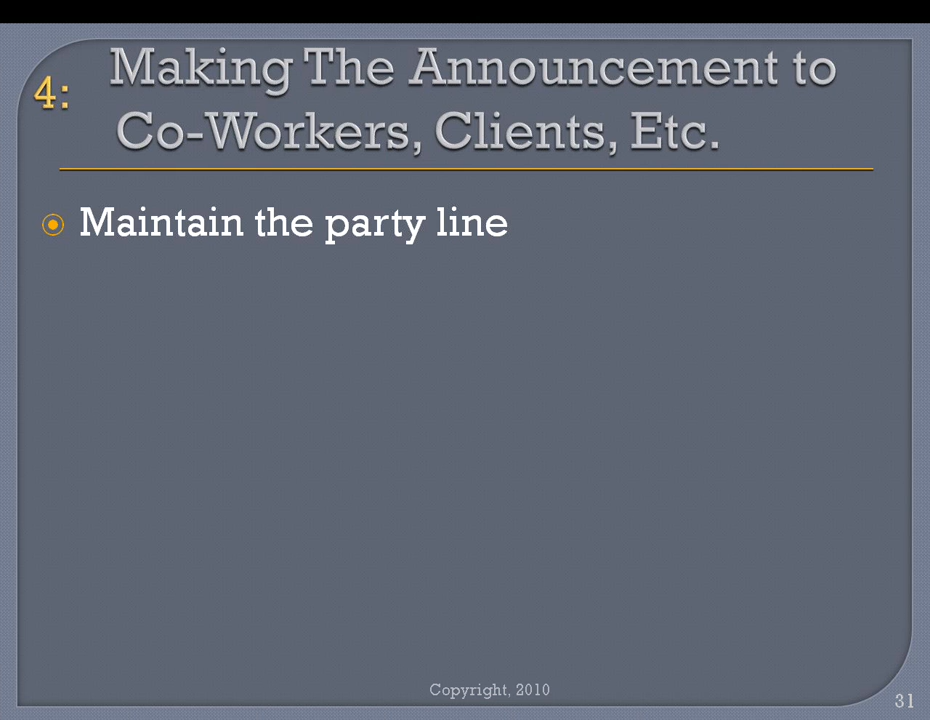 4: Making The Announcement to
Co-Workers, Clients, Etc.
Maintain the party line
Copyright, 2010
31